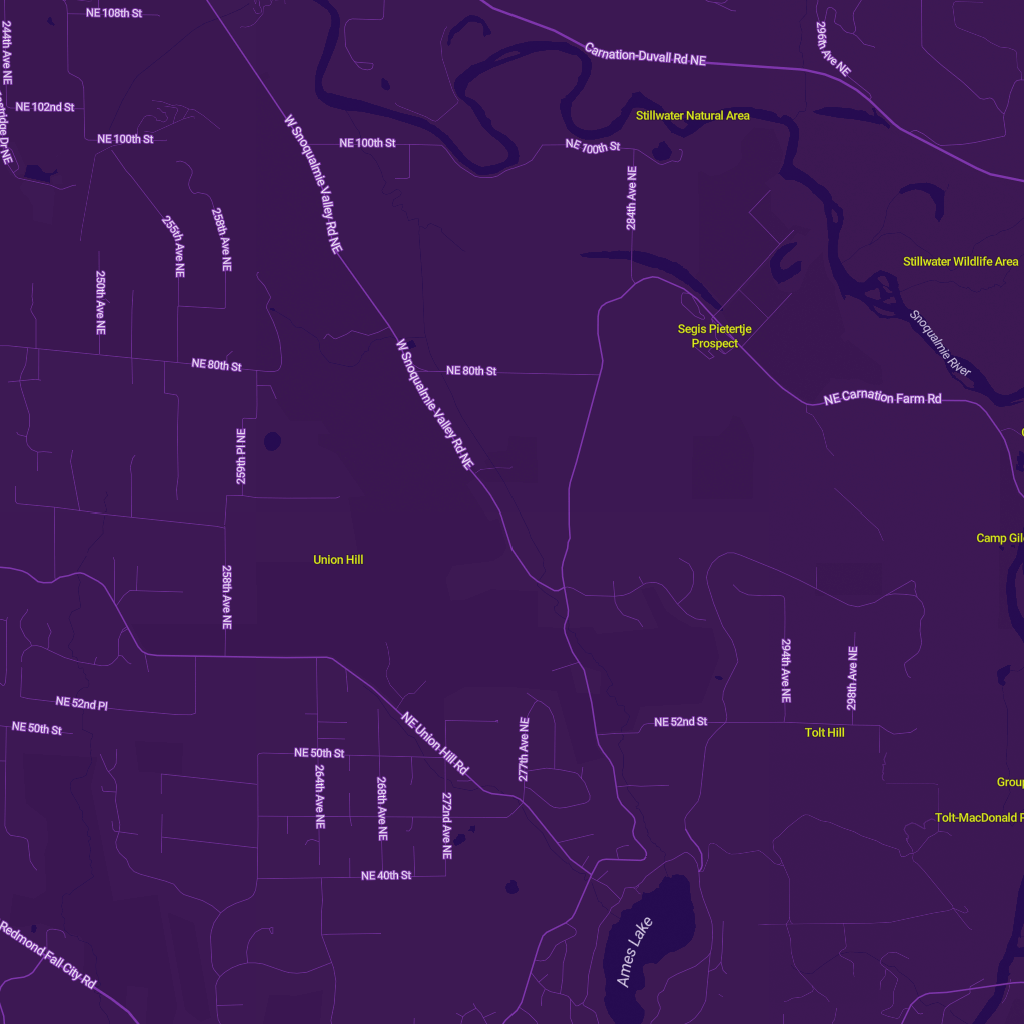 NE 108th St
244th Ave NE
296th Ave NE
Carnation-Duvall Rd NE
NE 102nd St
Stillwater Natural Area
NE 100th St
NE 100th St
NE 100th St
W Snoqualmie Valley Rd NE
284th Ave NE
255th Ave NE
258th Ave NE
Stillwater Wildlife Area
250th Ave NE
Segis Pietertje
Prospect
Snoqualmie River
NE 80th St
NE 80th St
W Snoqualmie Valley Rd NE
NE Carnation Farm Rd
259th Pl NE
Camp Gil
Union Hill
258th Ave NE
294th Ave NE
298th Ave NE
NE 52nd Pl
NE 50th St
NE 52nd St
Tolt Hill
NE Union Hill Rd
277th Ave NE
NE 50th St
264th Ave NE
268th Ave NE
272nd Ave NE
Group
Tolt-MacDonald
NE 40th St
Redmond Fall City Rd
Ames Lake